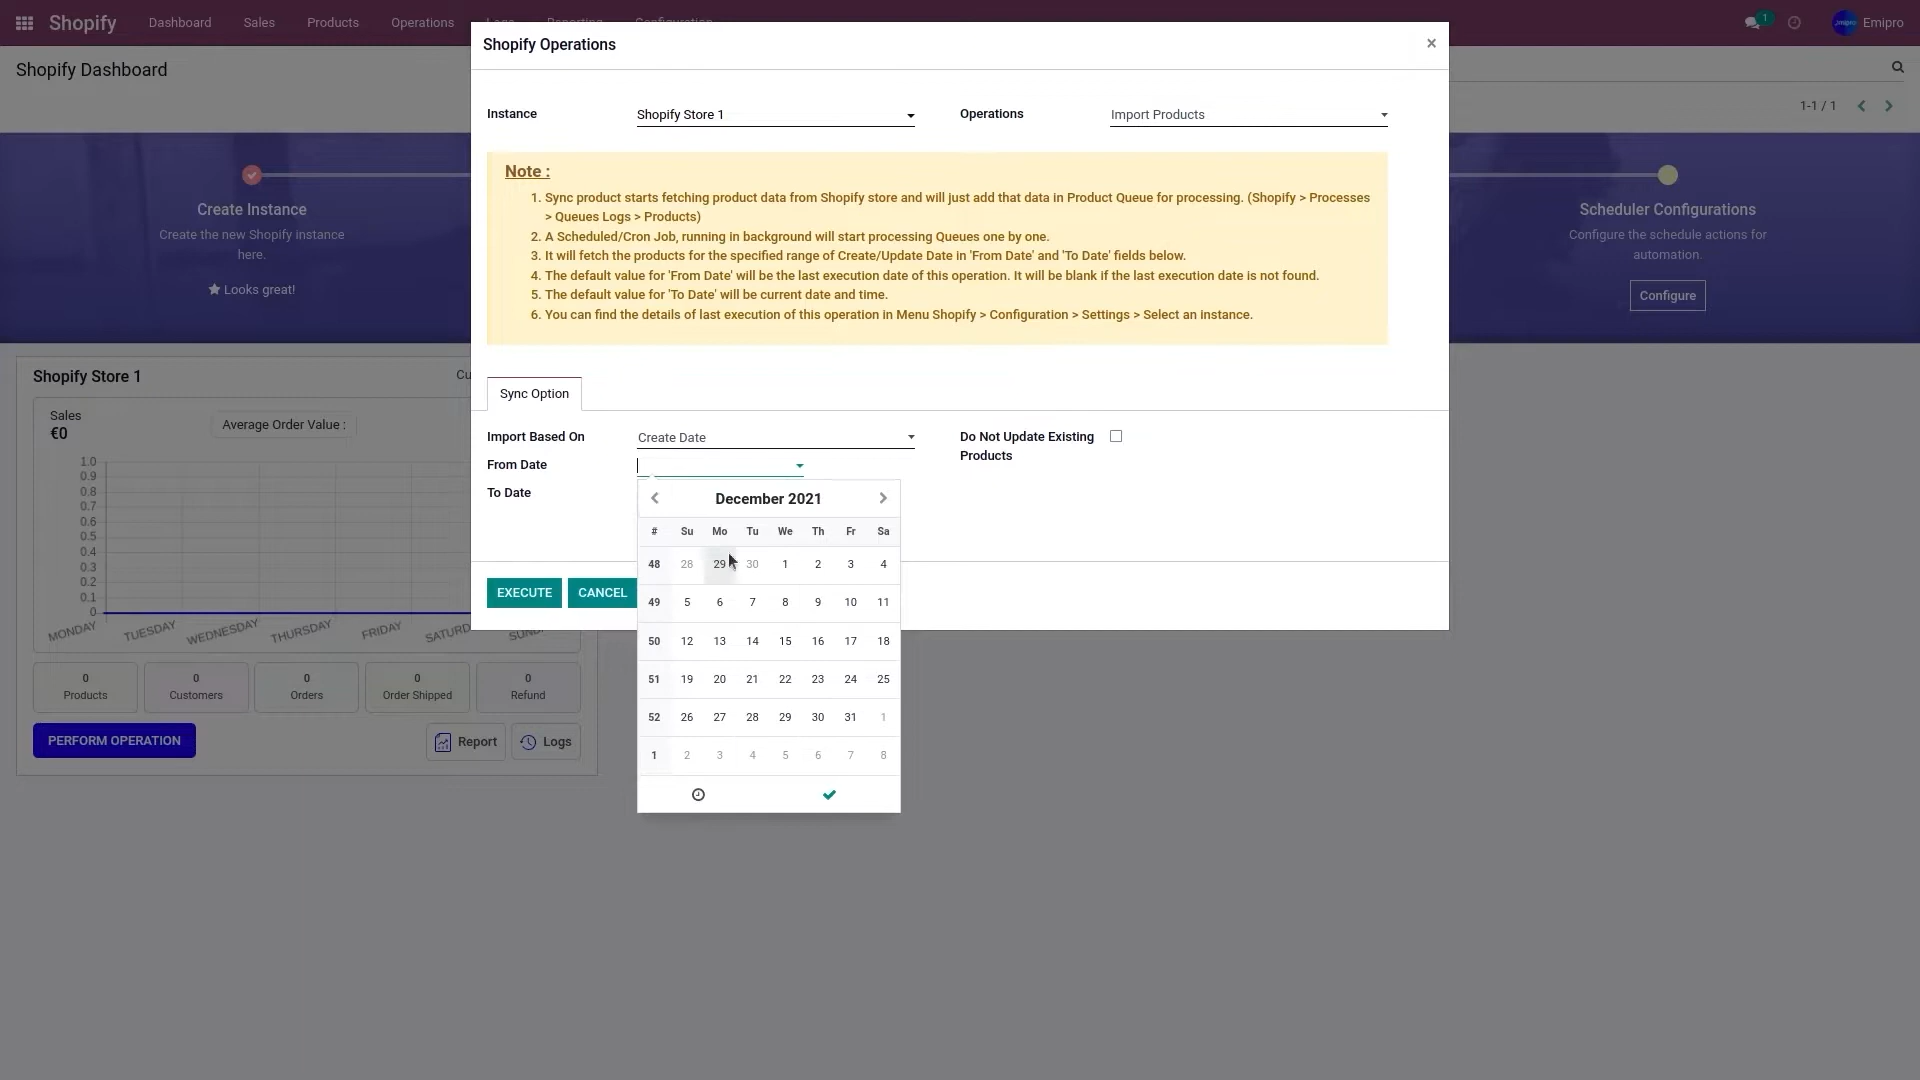 Shopify
Dashboard
Sales
Products
Operations
Logs
Reporting
Configuration
1
Emipro
Shopify Dashboard
1-1 / 1
Create Instance
Create the new Shopify instance
here.
Looks great!
Scheduler Configurations
Configure the schedule actions for
automation.
Configure
Shopify Operations
×
Instance
Shopify Store 1
Operations
Import Products
Note :
1. Sync product starts fetching product data from Shopify store and will just add that data in Product Queue for processing. (Shopify > Processes
> Queues Logs > Products)
2. A Scheduled/Cron Job, running in background will start processing Queues one by one.
3. It will fetch the products for the specified range of Create/Update Date in 'From Date' and 'To Date' fields below.
4. The default value for 'From Date' will be the last execution date of this operation. It will be blank if the last execution date is not found.
5. The default value for 'To Date' will be current date and time.
6. You can find the details of last execution of this operation in Menu Shopify > Configuration > Settings > Select an instance.
Sync Option
Import Based On
Create Date
Do Not Update Existing
Products
From Date
To Date
December 2021
# Su Mo Tu We Th Fr Sa
48 28 29 30 1 2 3 4
49 5 6 7 8 9 10 11
50 12 13 14 15 16 17 18
51 19 20 21 22 23 24 25
52 26 27 28 29 30 31 1
1 2 3 4 5 6 7 8
EXECUTE
CANCEL
Shopify Store 1
Cu
Sales
€0
Average Order Value :
1.0
0.9
0.8
0.7
0.6
0.5
0.4
0.3
0.2
0.1
0
MONDAY
TUESDAY
WEDNESDAY
THURSDAY
FRIDAY
SATURD
SUND
0
Products
0
Customers
0
Orders
0
Order Shipped
0
Refund
PERFORM OPERATION
Report
Logs